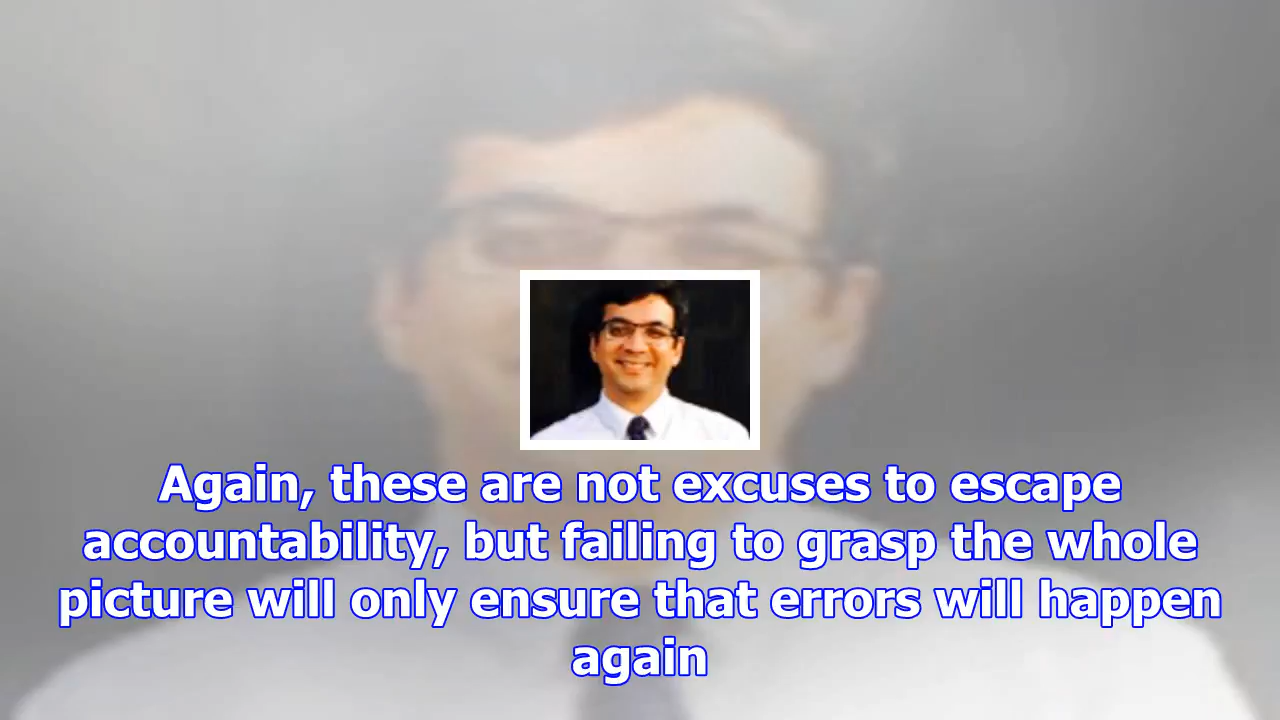 Again, these are not excuses to escape
accountability, but failing to grasp the whole
picture will only ensure that errors will happen
again